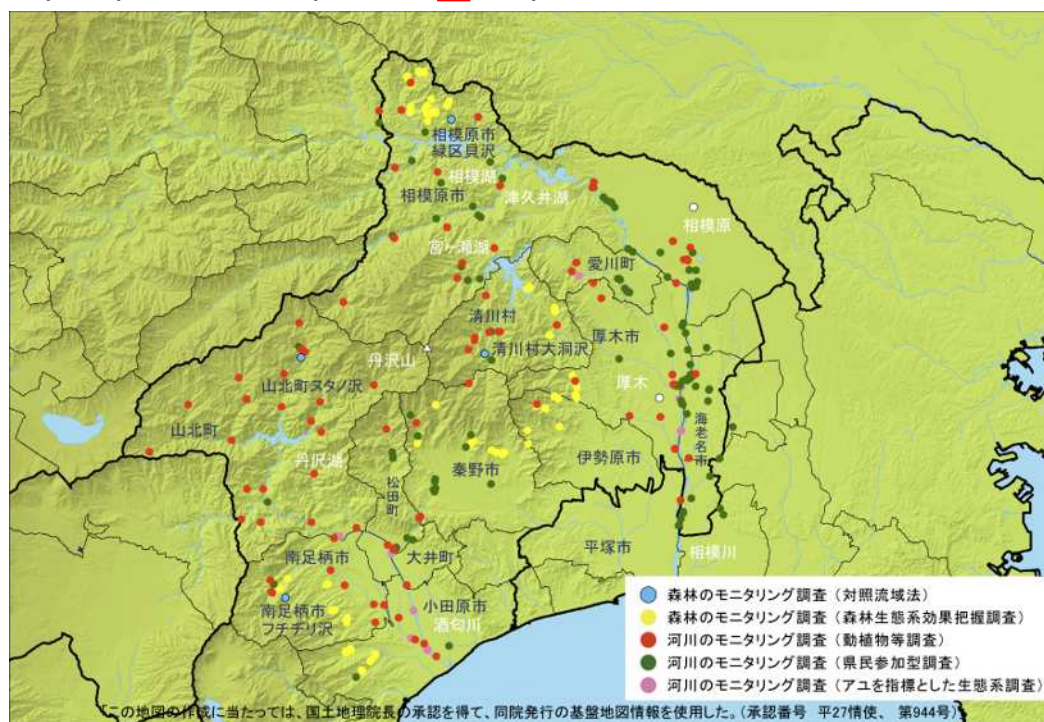 相模原市
緑区貝沢
相模湖
相模原市
津久井湖
相模原
宮ヶ瀬湖
愛川町
清川村
厚木市
清川村大洞沢
丹沢山
山北町ヌタノ沢
厚木
山北町
海老名市
丹沢湖
秦野市
伊勢原市
松田町
南足柄市
大井町
平塚市
相模川
南足柄市
フチヂリ沢
小田原市
酒匂川
森林のモニタリング調査(対照流域法)
森林のモニタリング調査(森林生態系効果把握調査)
河川のモニタリング調査(動植物等調査)
河川のモニタリング調査(県民参加型調査)
河川のモニタリング調査(アユを指標とした生態系調査)
「この地図の作成に当たっては、国土地理院長の承認を得て、同院発行の基盤地図情報を使用した。(承認番号 平27情使、 第944号)」